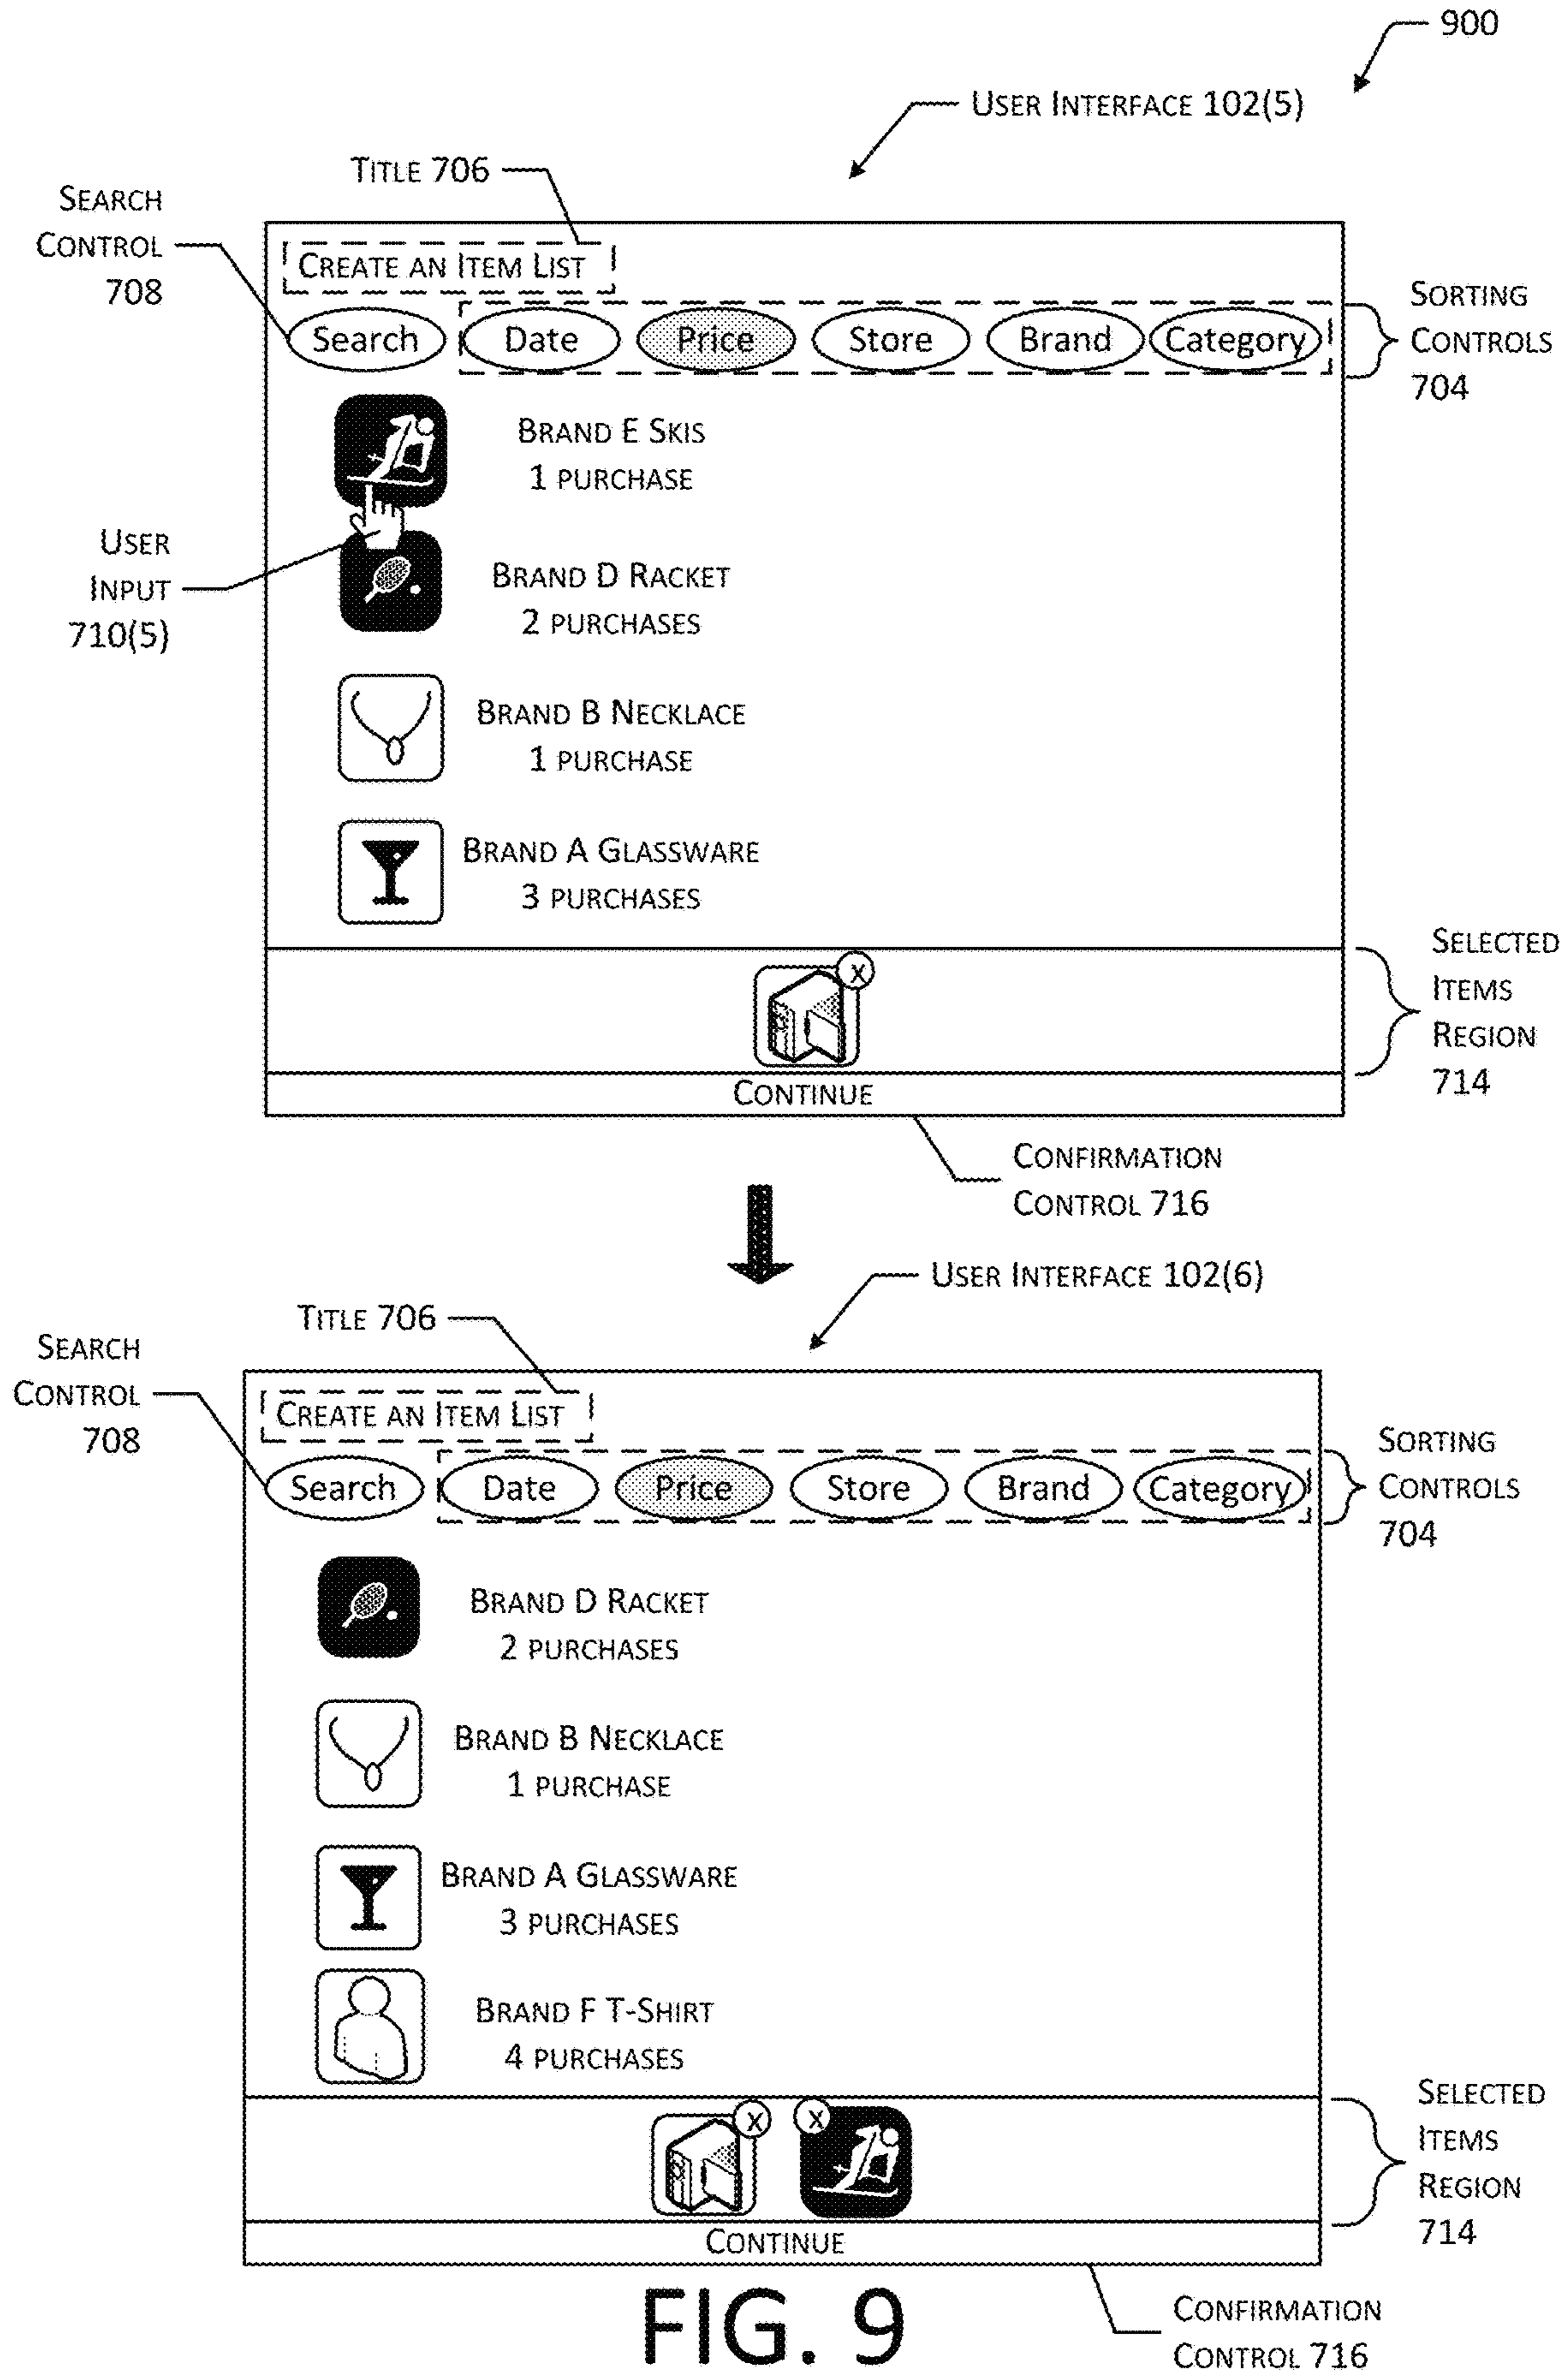 900
USER INTERFACE 102(5)
TITLE 706
SEARCH
CONTROL
708
CREATE AN ITEM LIST
Search
Date
Price
Store
Brand
Category
SORTING
CONTROLS
704
BRAND E SKIS
1 PURCHASE
USER
INPUT
710(5)
BRAND D RACKET
2 PURCHASES
BRAND B NECKLACE
1 PURCHASE
BRAND A GLASSWARE
3 PURCHASES
X
SELECTED
ITEMS
REGION
714
CONTINUE
CONFIRMATION
CONTROL 716
USER INTERFACE 102(6)
TITLE 706
SEARCH
CONTROL
708
CREATE AN ITEM LIST
Search
Date
Price
Store
Brand
Category
SORTING
CONTROLS
704
BRAND D RACKET
2 PURCHASES
BRAND B NECKLACE
1 PURCHASE
BRAND A GLASSWARE
3 PURCHASES
BRAND F T-SHIRT
4 PURCHASES
X
X
SELECTED
ITEMS
REGION
714
CONTINUE
FIG. 9
CONFIRMATION
CONTROL 716